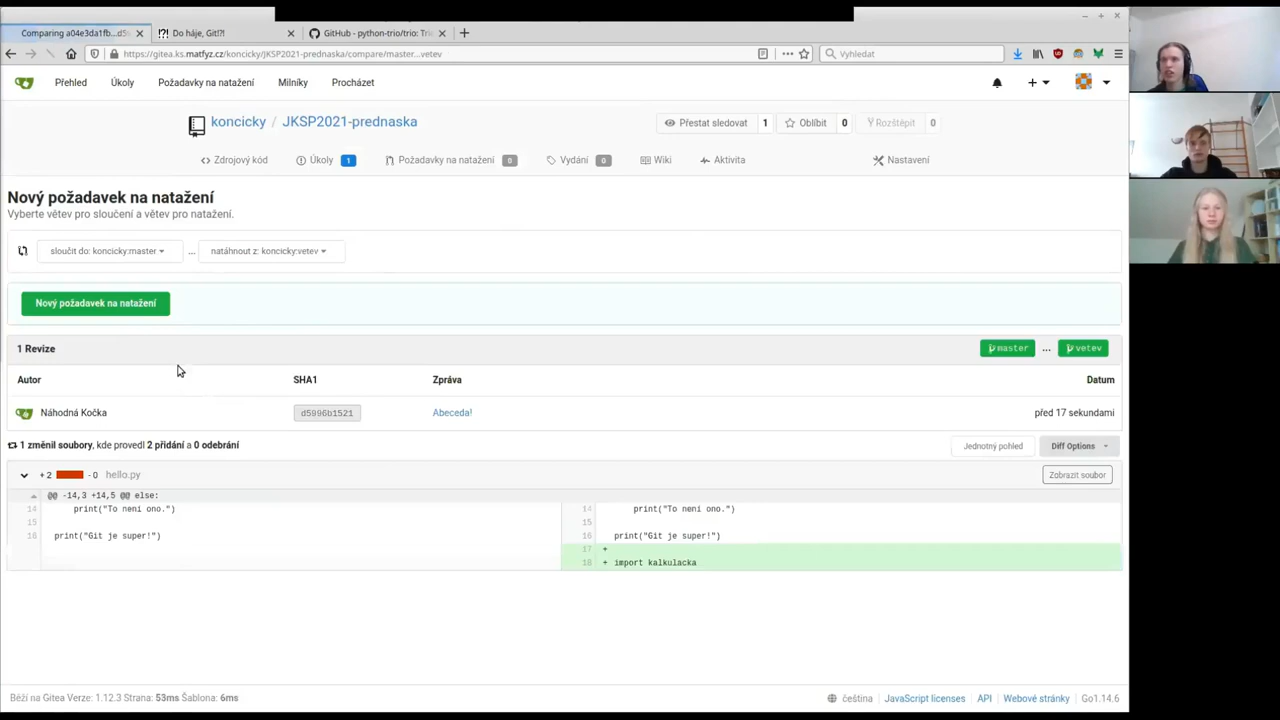 Comparing a04e3da1fb...d59
!?! Do háje, Git!?!
GitHub - python-trio/trio: Tri
https://gitea.ks.matfyz.cz/koncicky/JKSP2021-prednaska/compare/master...vetev
Vyhledat
Přehled Úkoly Požadavky na natažení Milníky Procházet
koncicky / JKSP2021-prednaska
Přestat sledovat 1 Oblíbit 0 Rozštěpit 0
Zdrojový kód Úkoly 1 Požadavky na natažení 0 Vydání 0 Wiki Aktivita Nastavení
Nový požadavek na natažení
Vyberte větev pro sloučení a větev pro natažení.
sloučit do: koncicky:master ... natáhnout z: koncicky:vetev
Nový požadavek na natažení
1 Revize master ... vetev
Autor SHA1 Zpráva Datum
Náhodná Kočka d5996b1521 Abeceda! před 17 sekundami
1 změnil soubory, kde provedl 2 přidání a 0 odebrání Jednotný pohled Diff Options
+ 2 - 0 hello.py Zobrazit soubor
@@ -14,3 +14,5 @@ else:
14 print("To neni ono.") 14 print("To neni ono.")
15 15
16 print("Git je super!") 16 print("Git je super!")
17 +
18 + import kalkulacka
Běží na Gitea Verze: 1.12.3 Strana: 53ms Šablona: 6ms čeština JavaScript licenses API Webové stránky Go1.14.6